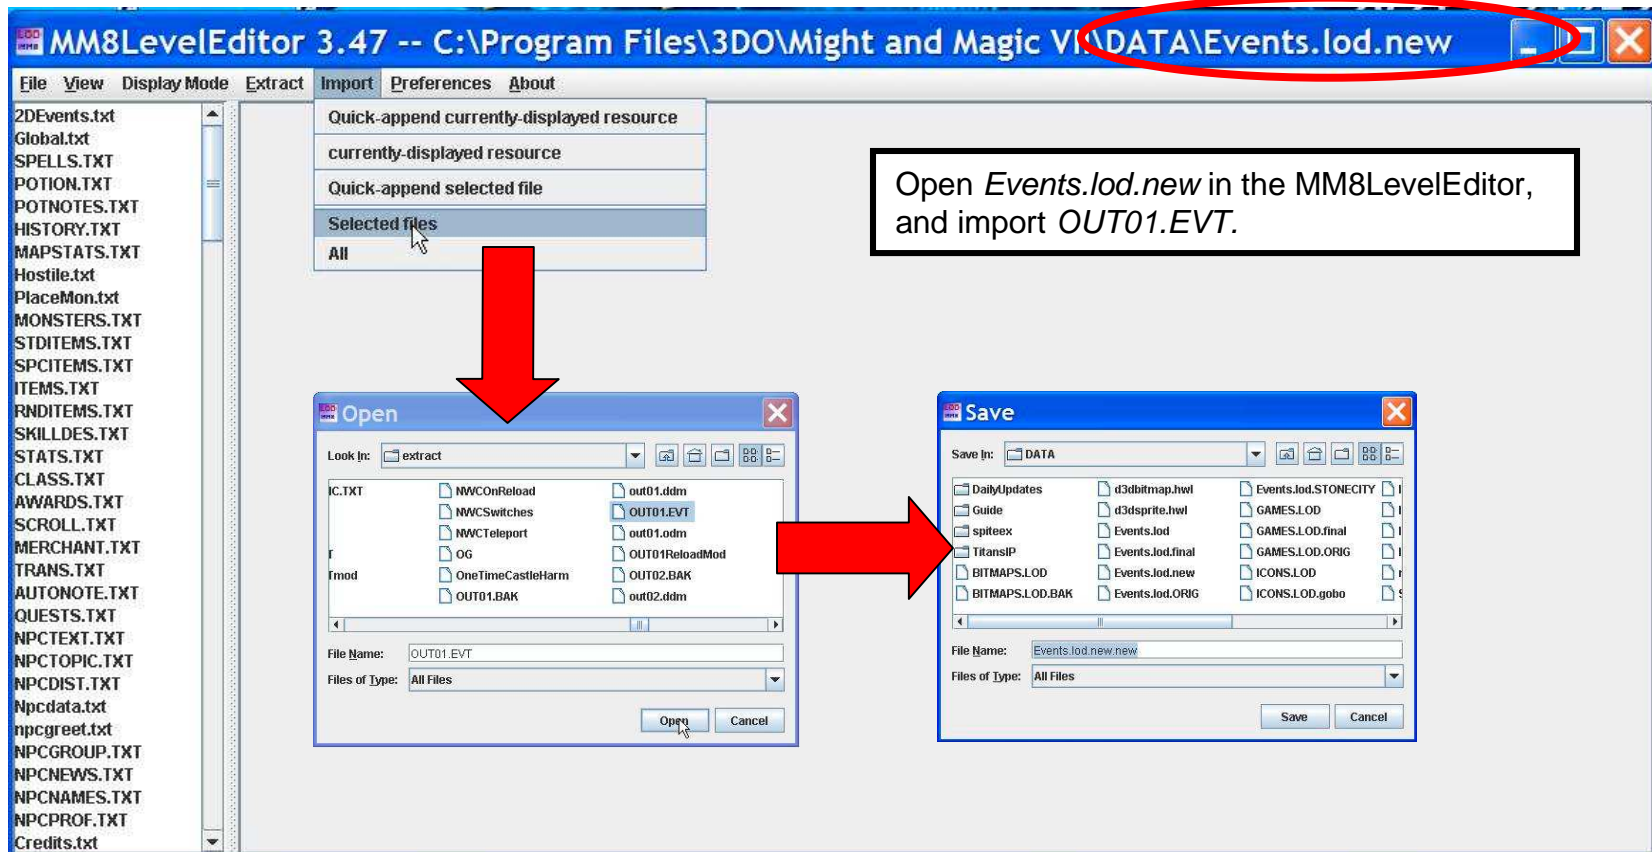 MM8LevelEditor 3.47 -- C:\Program Files\3DO\Might and Magic VI\DATA\Events.lod.new
File View Display Mode Extract Import Preferences About
2DEvents.txt
Global.txt
SPELLS.TXT
POTION.TXT
POTNOTES.TXT
HISTORY.TXT
MAPSTATS.TXT
Hostile.txt
PlaceMon.txt
MONSTERS.TXT
STDITEMS.TXT
SPCITEMS.TXT
ITEMS.TXT
RNDITEMS.TXT
SKILLDES.TXT
STATS.TXT
CLASS.TXT
AWARDS.TXT
SCROLL.TXT
MERCHANT.TXT
TRANS.TXT
AUTONOTE.TXT
QUESTS.TXT
NPCTEXT.TXT
NPCTOPIC.TXT
NPCDIST.TXT
Npcdata.txt
npcgreet.txt
NPCGROUP.TXT
NPCNEWS.TXT
NPCNAMES.TXT
NPCPROF.TXT
Credits.txt
Quick-append currently-displayed resource
currently-displayed resource
Quick-append selected file
Selected files
All
Open Events.lod.new in the MM8LevelEditor,
and import OUT01.EVT.
Open
Look In: extract
IC.TXT NWCOnReload out01.ddm
NWCSwitches OUT01.EVT
NWCTeleport out01.odm
OG OUT01ReloadMod
mod OneTimeCastleHarm OUT02.BAK
OUT01.BAK out02.ddm
File Name: OUT01.EVT
Files of Type: All Files
Open Cancel
Save
Save In: DATA
DailyUpdates d3dbitmap.hwl Events.lod.STONECITY
Guide d3dsprite.hwl GAMES.LOD
spiteex Events.lod GAMES.LOD.final
TitansIP Events.lod.final GAMES.LOD.ORIG
BITMAPS.LOD Events.lod.new ICONS.LOD
BITMAPS.LOD.BAK Events.lod.ORIG ICONS.LOD.gobo
File Name: Events.lod.new.new
Files of Type: All Files
Save Cancel